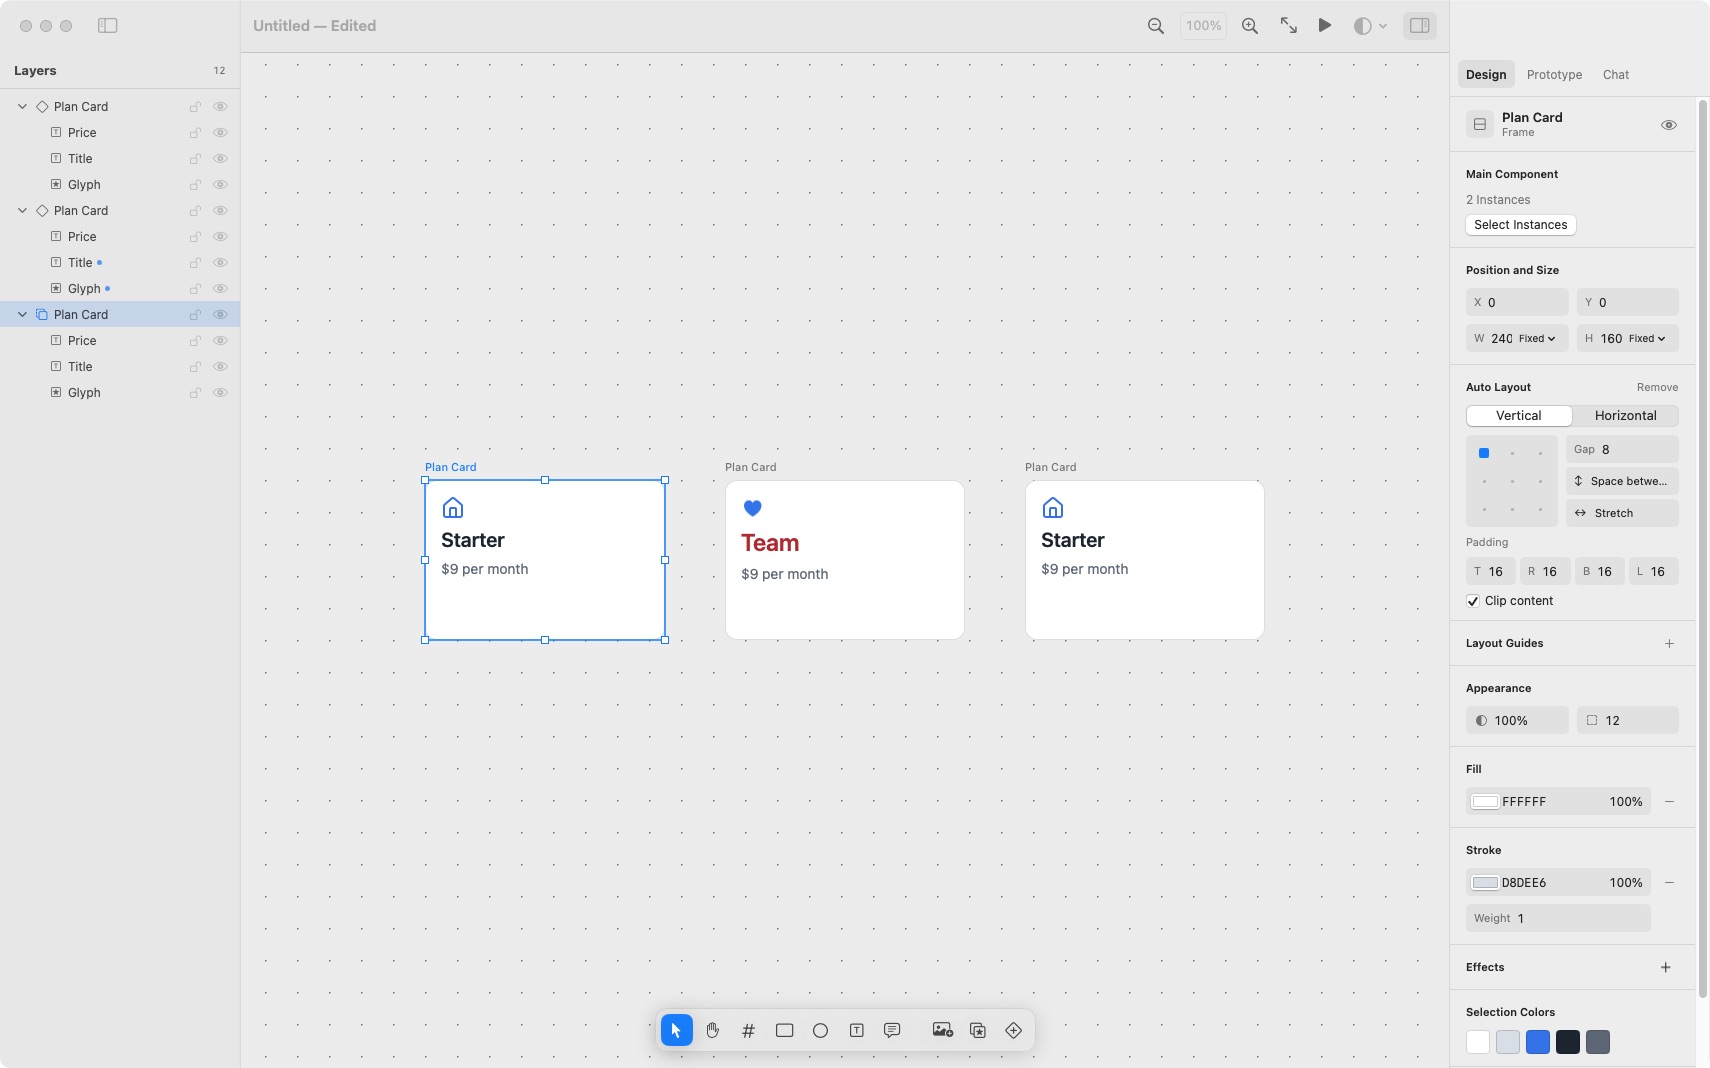 Untitled — Edited
100%
Layers
12
Plan Card
Price
Title
Glyph
Plan Card
Price
Title
Glyph
Plan Card
Price
Title
Glyph
Plan Card
Plan Card
Plan Card
Starter
$9 per month
Team
$9 per month
Starter
$9 per month
Design
Prototype
Chat
Plan Card
Frame
Main Component
2 Instances
Select Instances
Position and Size
X 0
Y 0
W 240 Fixed
H 160 Fixed
Auto Layout
Remove
Vertical
Horizontal
Gap 8
Space betwe...
Stretch
Padding
T 16
R 16
B 16
L 16
Clip content
Layout Guides
Appearance
100%
12
Fill
FFFFFF 100%
Stroke
D8DEE6 100%
Weight 1
Effects
Selection Colors